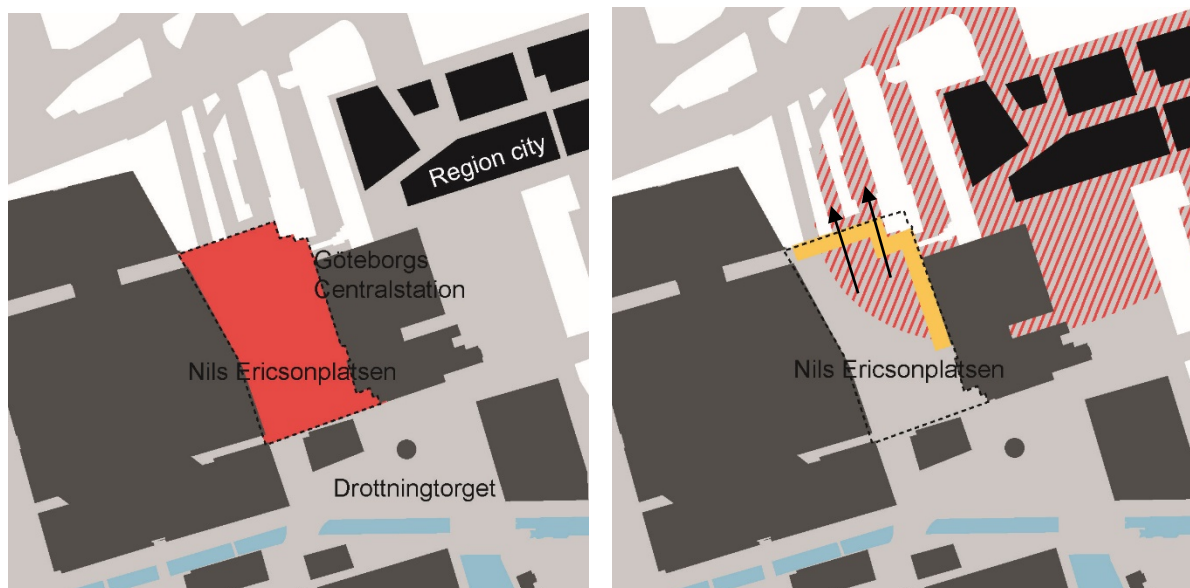 Region city
Göteborgs
Centralstation
Nils Ericsonplatsen
Drottningtorget
Nils Ericsonplatsen